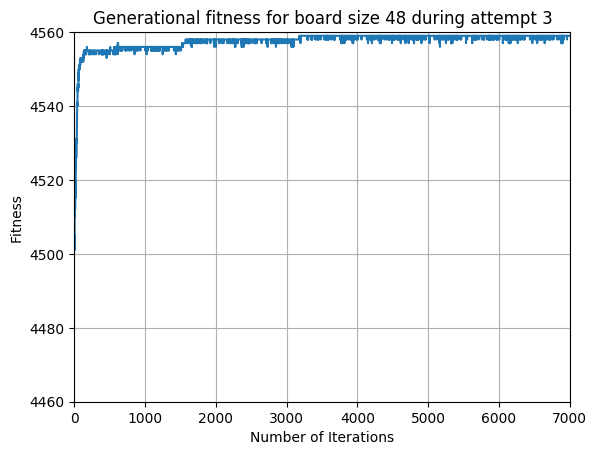 Generational fitness for board size 48 during attempt 3
4560
4540
4520
4500
4480
4460
Fitness
0 1000 2000 3000 4000 5000 6000 7000
Number of Iterations